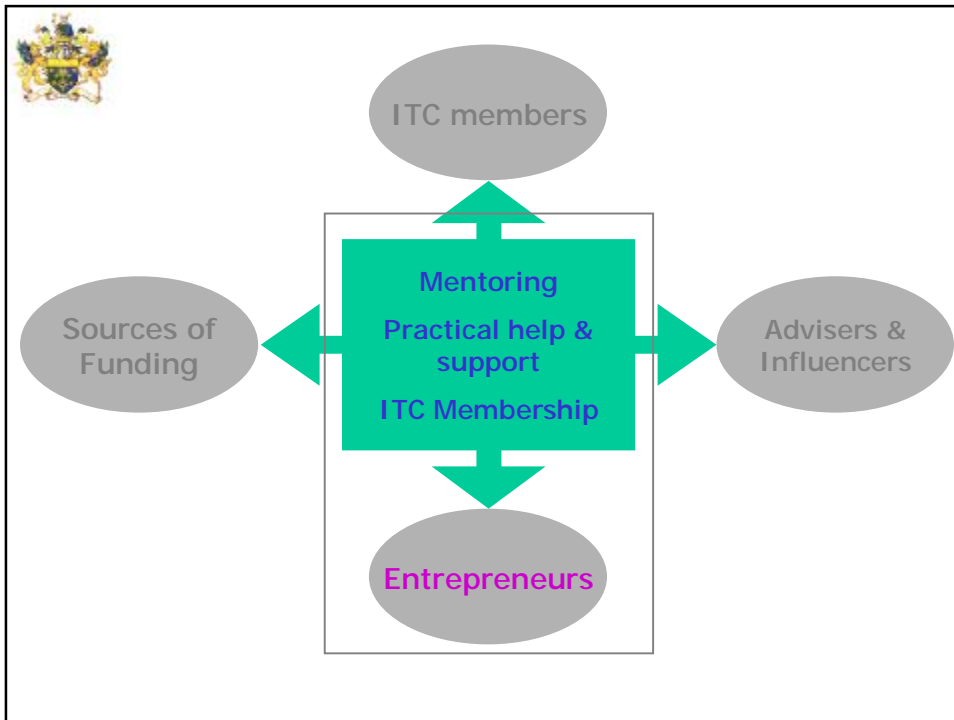 ITC members
Sources of
Funding
Mentoring
Practical help &
support
ITC Membership
Advisers &
Influencers
Entrepreneurs